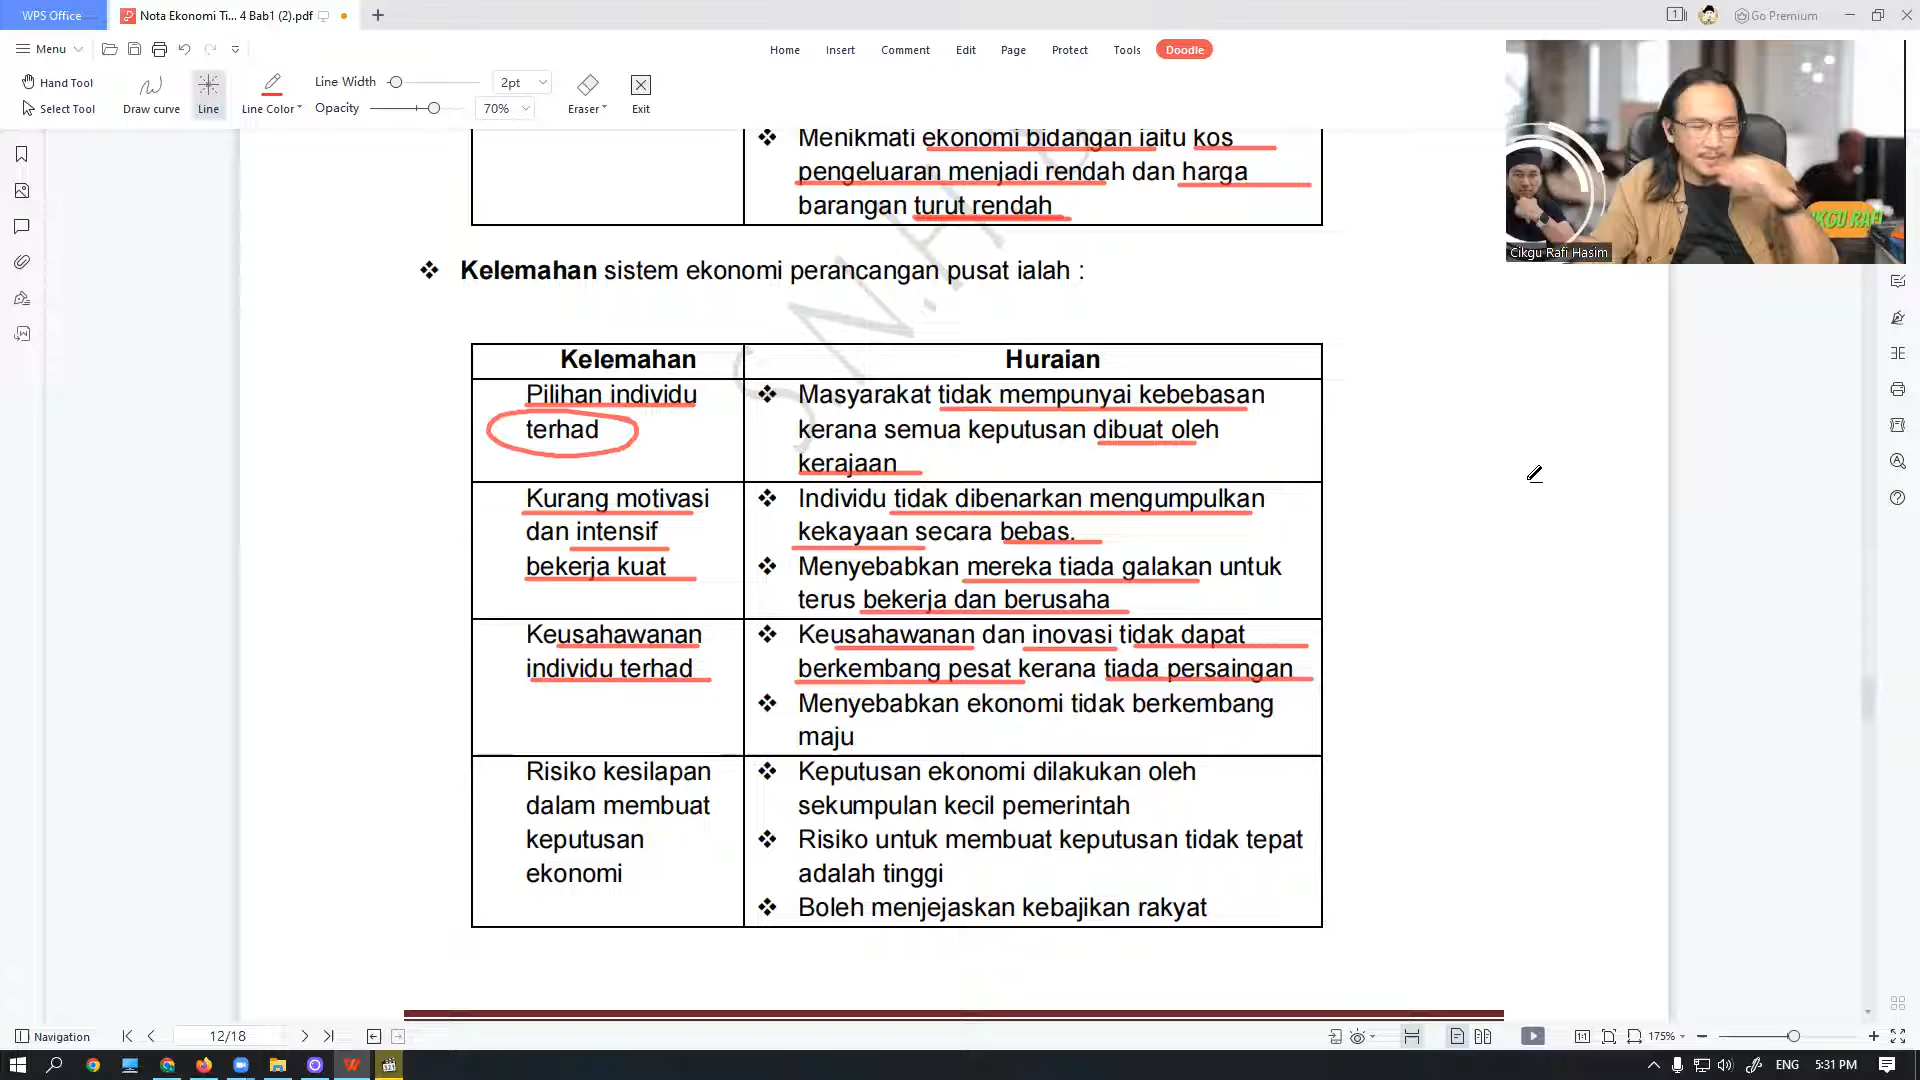 WPS Office
Nota Ekonomi Ti... 4 Bab1 (2).pdf
1
Go Premium
Menu
Home
Insert
Comment
Edit
Page
Protect
Tools
Doodle
Hand Tool
Select Tool
Draw curve
Line
Line Color
Line Width
2pt
Opacity
70%
Eraser
Exit
Cikgu Rafi Hasim
Menikmati ekonomi bidangan iaitu kos
pengeluaran menjadi rendah dan harga
barangan turut rendah
Kelemahan sistem ekonomi perancangan pusat ialah :
Kelemahan
Huraian
Pilihan individu
terhad
Masyarakat tidak mempunyai kebebasan
kerana semua keputusan dibuat oleh
kerajaan
Kurang motivasi
dan intensif
bekerja kuat
Individu tidak dibenarkan mengumpulkan
kekayaan secara bebas.
Menyebabkan mereka tiada galakan untuk
terus bekerja dan berusaha
Keusahawanan
individu terhad
Keusahawanan dan inovasi tidak dapat
berkembang pesat kerana tiada persaingan
Menyebabkan ekonomi tidak berkembang
maju
Risiko kesilapan
dalam membuat
keputusan
ekonomi
Keputusan ekonomi dilakukan oleh
sekumpulan kecil pemerintah
Risiko untuk membuat keputusan tidak tepat
adalah tinggi
Boleh menjejaskan kebajikan rakyat
Navigation
12/18
175%
ENG
5:31 PM